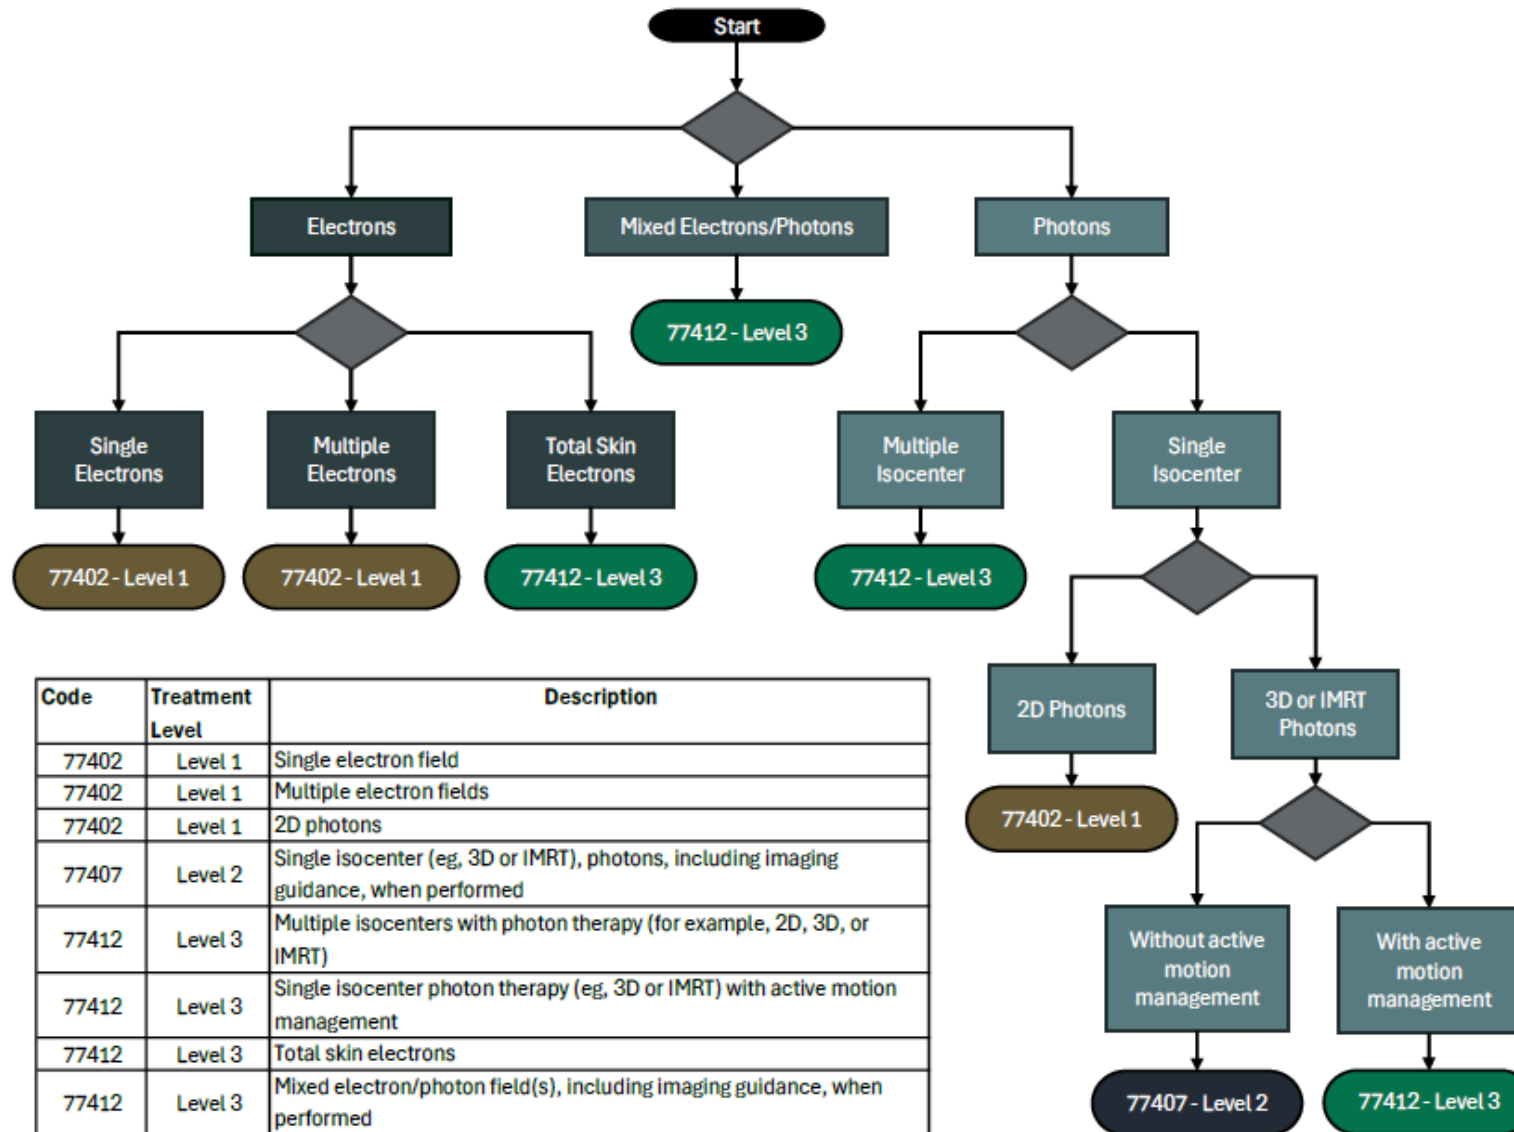 Start
Electrons
Mixed Electrons/Photons
Photons
77412 - Level 3
Single
Electrons
Multiple
Electrons
Total Skin
Electrons
Multiple
Isocenter
Single
Isocenter
77402 - Level 1
77402 - Level 1
77412 - Level 3
77412 - Level 3
2D Photons
3D or IMRT
Photons
77402 - Level 1
Without active
motion
management
With active
motion
management
77407 - Level 2
77412 - Level 3
Code Treatment Level Description
77402 Level 1 Single electron field
77402 Level 1 Multiple electron fields
77402 Level 1 2D photons
77407 Level 2 Single isocenter (eg, 3D or IMRT), photons, including imaging
guidance, when performed
77412 Level 3 Multiple isocenters with photon therapy (for example, 2D, 3D, or
IMRT)
77412 Level 3 Single isocenter photon therapy (eg, 3D or IMRT) with active motion
management
77412 Level 3 Total skin electrons
77412 Level 3 Mixed electron/photon field(s), including imaging guidance, when
performed